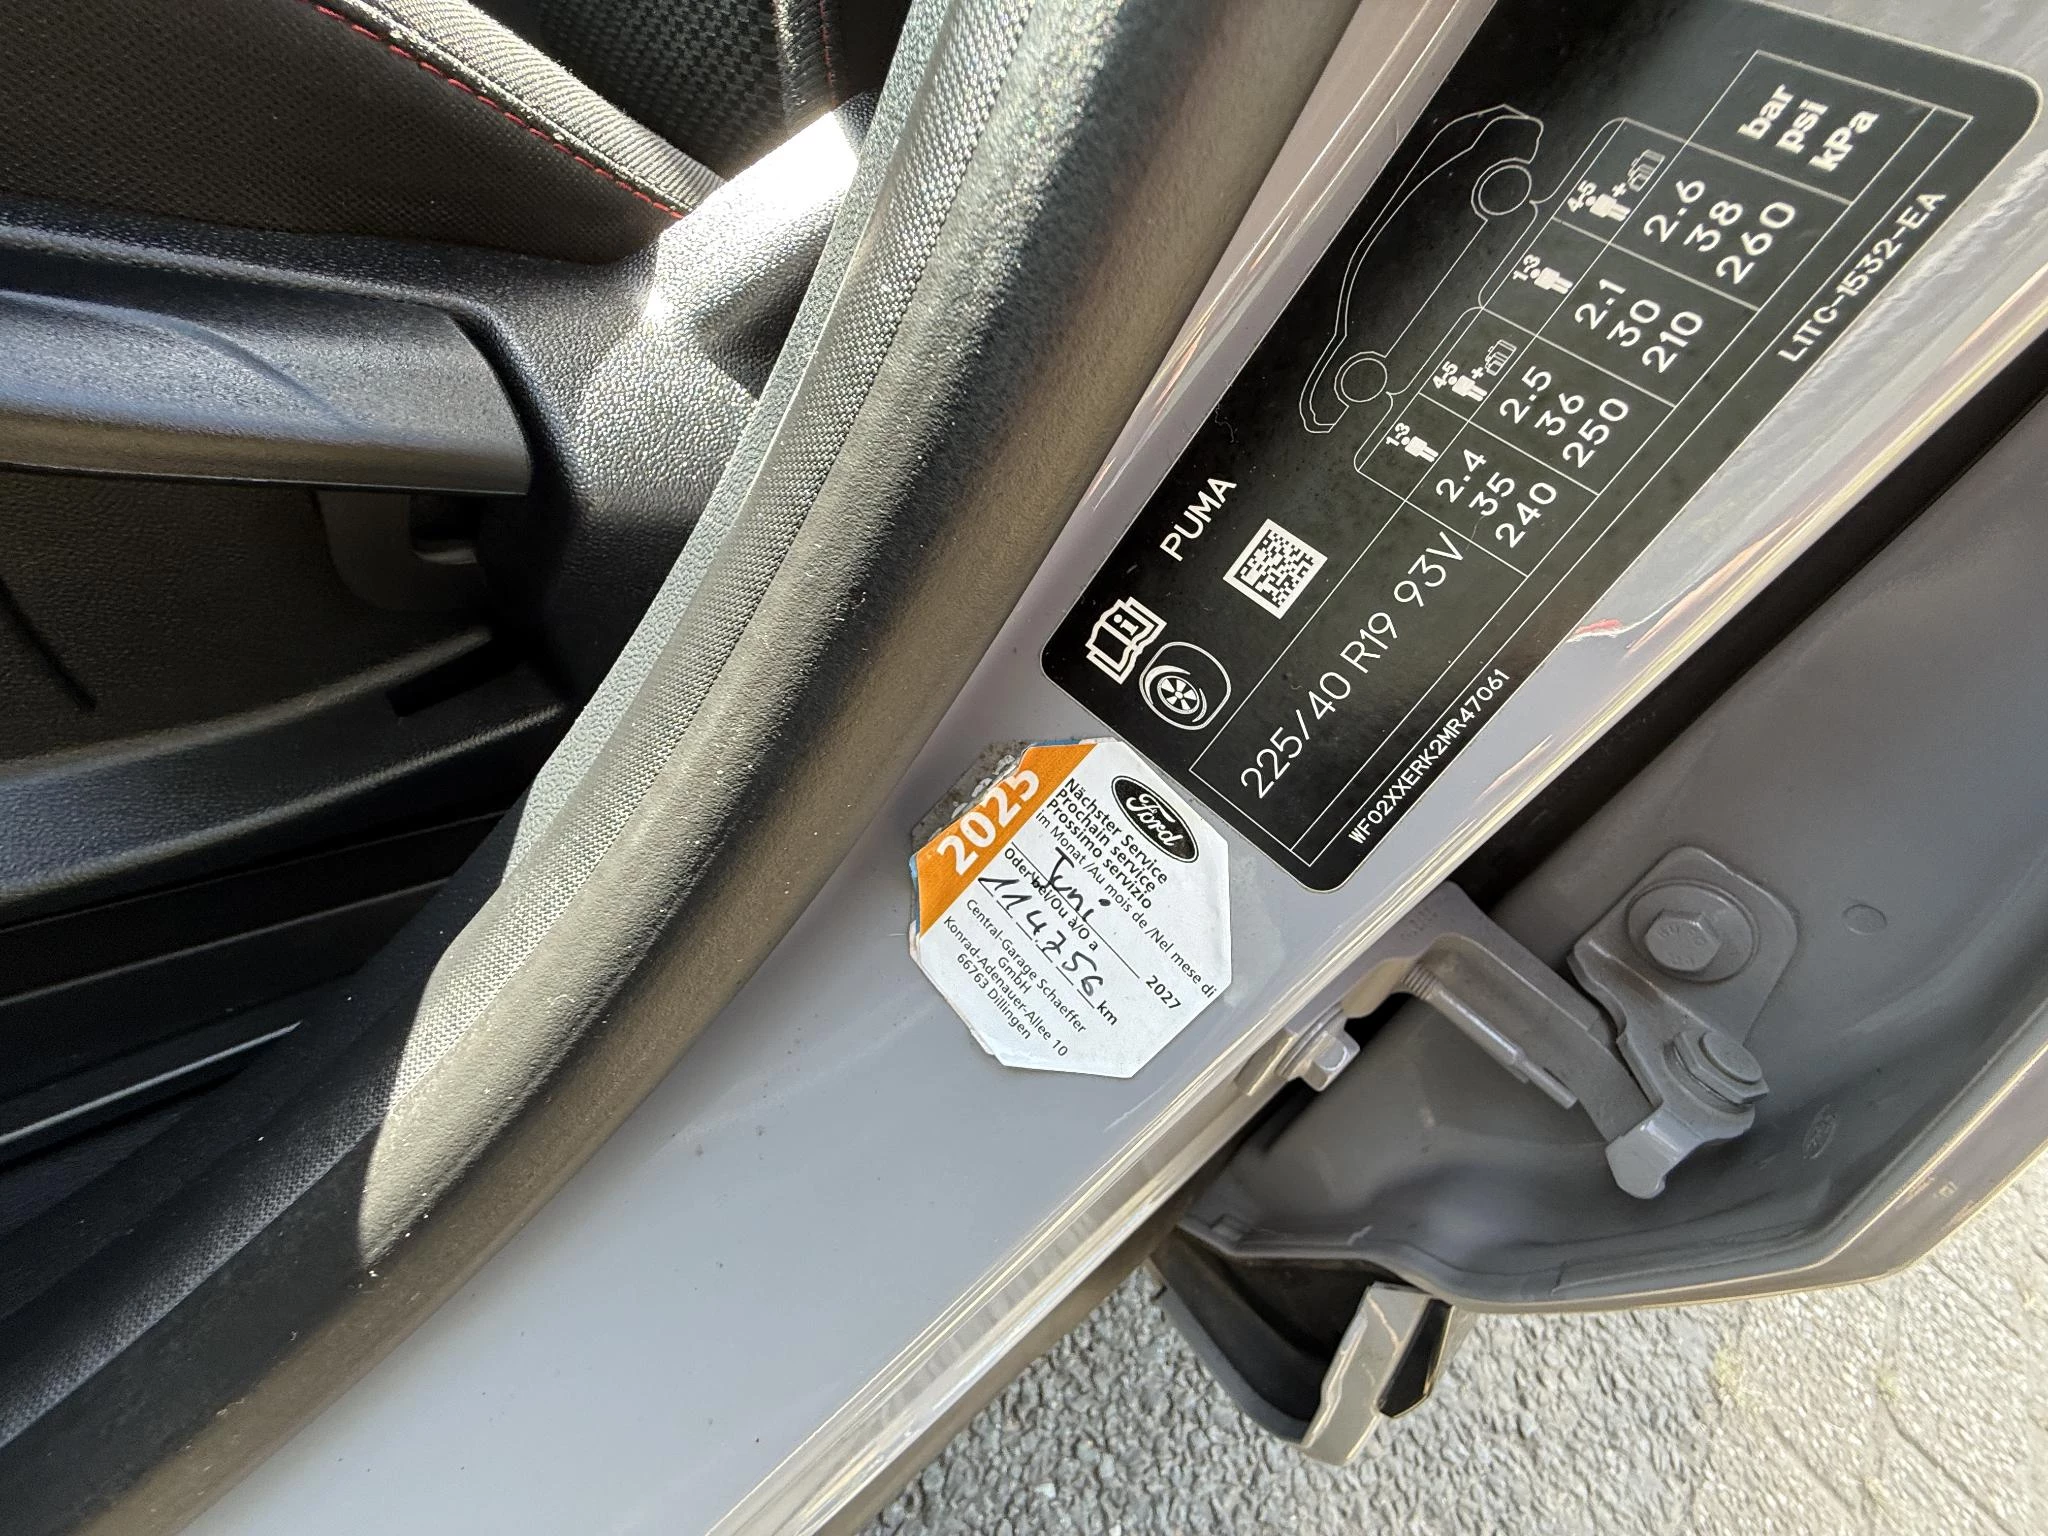 bar
psi
kPa
4-5
+
2.6
38
260
1-3
2.1
30
210
4-5
+
2.5
36
250
1-3
2.4
35
240
PUMA
225/40 R19 93V
L1TC-1532-EA
WF02XXERK2MR47061
2025
Ford
Nächster Service
Prochain service
Prossimo servizio
im Monat /Au mois de /Nel mese di
Juni 2027
Oder bei/Ou à/O a
114.756 km
Central-Garage Schaeffer
GmbH
Konrad-Adenauer-Allee 10
66763 Dillingen